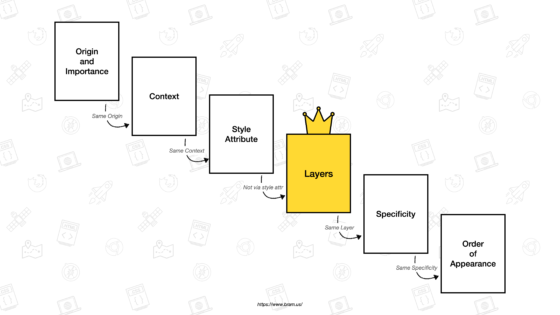 Origin
and
Importance
Same Origin
Context
Same Context
Style
Attribute
Not via style attr
Layers
Same Layer
Specificity
Same Specificity
Order
of
Appearance
https://www.bram.us/